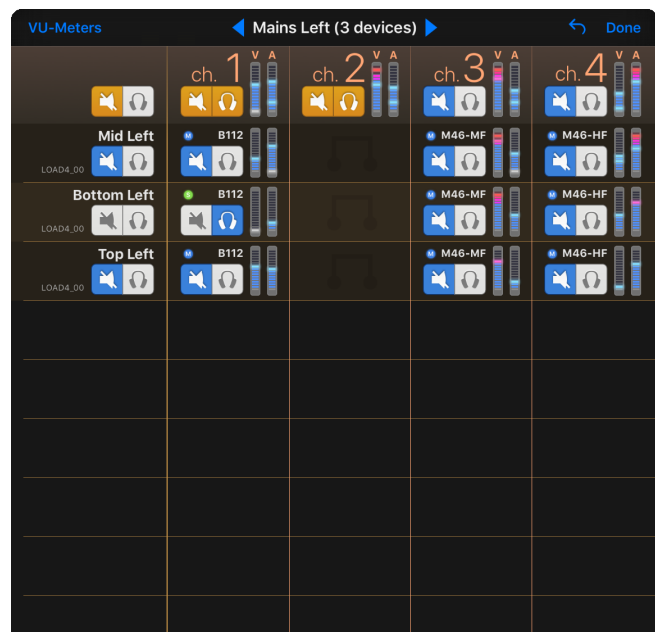 VU-Meters
Mains Left (3 devices)
Done
ch. 1 V A
ch. 2 V A
ch. 3 V A
ch. 4 V A
Mid Left
LOAD4_00
M B112
M M46-MF
M M46-HF
Bottom Left
LOAD4_00
S B112
M M46-MF
M M46-HF
Top Left
LOAD4_00
M B112
M M46-MF
M M46-HF